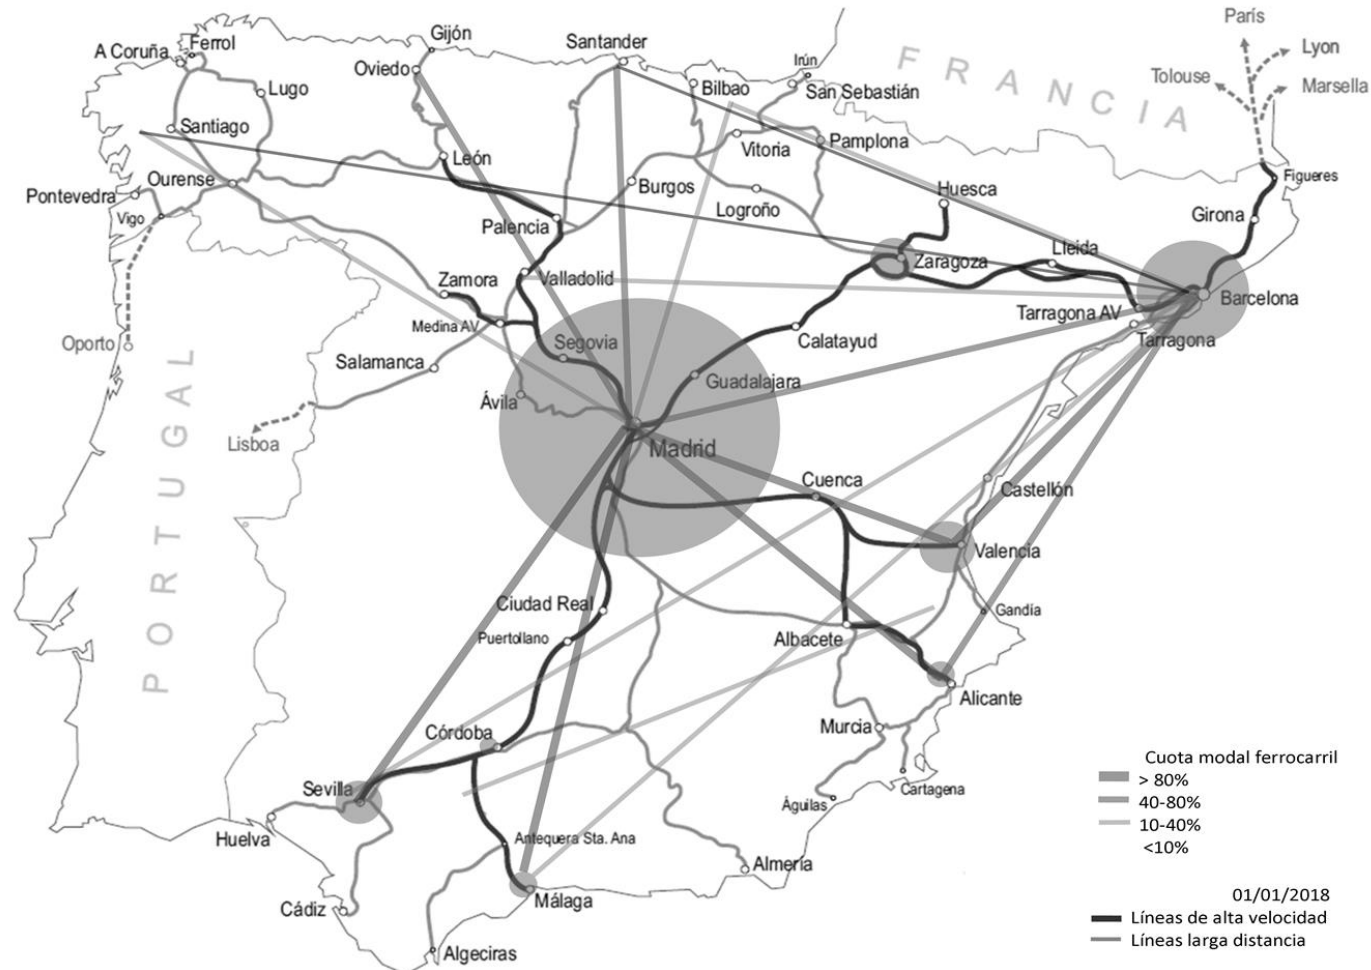 París
Lyon
Tolouse
Marsella
FRANCIA
Gijón
Ferrol
A Coruña
Oviedo
Santander
Irún
Bilbao
San Sebastián
Lugo
Santiago
Vitoria
Pamplona
León
Ourense
Burgos
Pontevedra
Logroño
Huesca
Figueres
Vigo
Palencia
Girona
Lleida
Zaragoza
Zamora
Valladolid
Barcelona
Medina AV
Tarragona AV
Oporto
Segovia
Calatayud
Tarragona
Salamanca
Guadalajara
Ávila
Lisboa
Madrid
PORTUGAL
Cuenca
Castellón
Valencia
Ciudad Real
Gandía
Puertollano
Albacete
Alicante
Córdoba
Murcia
Sevilla
Cartagena
Águilas
Huelva
Antequera Sta. Ana
Almería
Málaga
Cádiz
Algeciras
Cuota modal ferrocarril
> 80%
40-80%
10-40%
<10%
01/01/2018
Líneas de alta velocidad
Líneas larga distancia